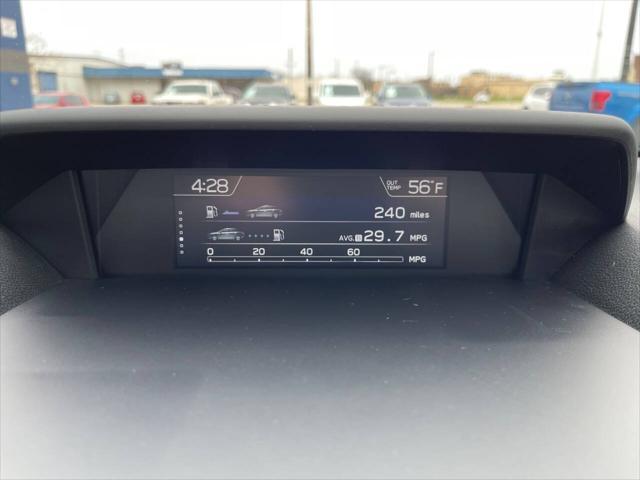 4:28 OUT TEMP 56°F
240 miles
AVG. B 29.7 MPG
0 20 40 60 MPG